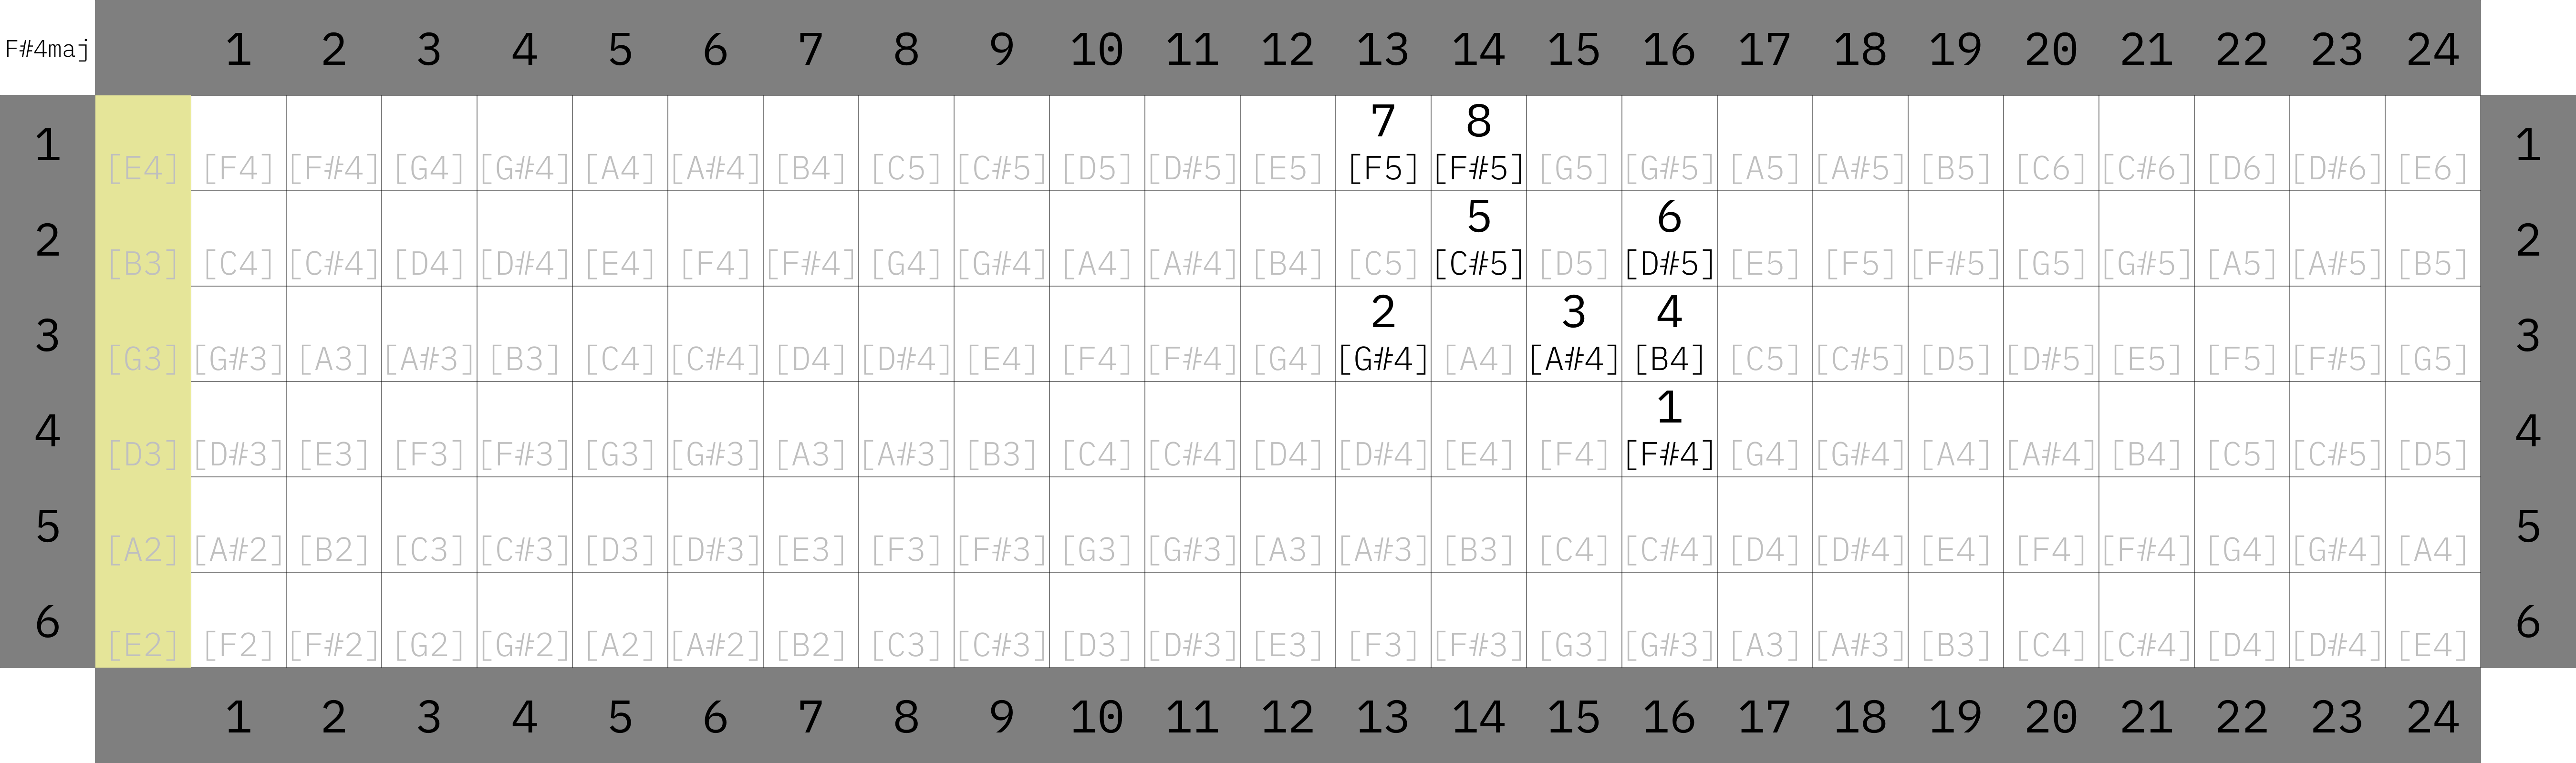 F#4maj 1 2 3 4 5 6 7 8 9 10 11 12 13 14 15 16 17 18 19 20 21 22 23 24
7 8
1 [E4] [F4] [F#4] [G4] [G#4] [A4] [A#4] [B4] [C5] [C#5] [D5] [D#5] [E5] [F5] [F#5] [G5] [G#5] [A5] [A#5] [B5] [C6] [C#6] [D6] [D#6] [E6] 1
5 6
2 [B3] [C4] [C#4] [D4] [D#4] [E4] [F4] [F#4] [G4] [G#4] [A4] [A#4] [B4] [C5] [C#5] [D5] [D#5] [E5] [F5] [F#5] [G5] [G#5] [A5] [A#5] [B5] 2
2 3 4
3 [G3] [G#3] [A3] [A#3] [B3] [C4] [C#4] [D4] [D#4] [E4] [F4] [F#4] [G4] [G#4] [A4] [A#4] [B4] [C5] [C#5] [D5] [D#5] [E5] [F5] [F#5] [G5] 3
1
4 [D3] [D#3] [E3] [F3] [F#3] [G3] [G#3] [A3] [A#3] [B3] [C4] [C#4] [D4] [D#4] [E4] [F4] [F#4] [G4] [G#4] [A4] [A#4] [B4] [C5] [C#5] [D5] 4
5 [A2] [A#2] [B2] [C3] [C#3] [D3] [D#3] [E3] [F3] [F#3] [G3] [G#3] [A3] [A#3] [B3] [C4] [C#4] [D4] [D#4] [E4] [F4] [F#4] [G4] [G#4] [A4] 5
6 [E2] [F2] [F#2] [G2] [G#2] [A2] [A#2] [B2] [C3] [C#3] [D3] [D#3] [E3] [F3] [F#3] [G3] [G#3] [A3] [A#3] [B3] [C4] [C#4] [D4] [D#4] [E4] 6
1 2 3 4 5 6 7 8 9 10 11 12 13 14 15 16 17 18 19 20 21 22 23 24